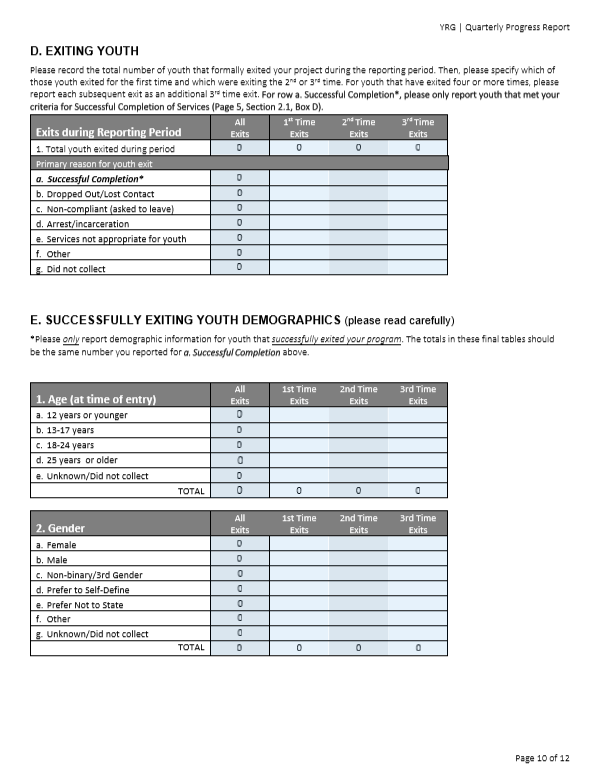 YRG | Quarterly Progress Report
D. EXITING YOUTH
Please record the total number of youth that formally exited your project during the reporting period. Then, please specify which of
those youth exited for the first time and which were exiting the 2nd or 3rd time. For youth that have exited four or more times, please
report each subsequent exit as an additional 3rd time exit. For row a. Successful Completion*, please only report youth that met your
criteria for Successful Completion of Services (Page 5, Section 2.1, Box D).
Exits during Reporting Period All Exits 1st Time Exits 2nd Time Exits 3rd Time Exits
1. Total youth exited during period 0 0 0 0
Primary reason for youth exit
a. Successful Completion* 0
b. Dropped Out/Lost Contact 0
c. Non-compliant (asked to leave) 0
d. Arrest/incarceration 0
e. Services not appropriate for youth 0
f. Other 0
g. Did not collect 0
E. SUCCESSFULLY EXITING YOUTH DEMOGRAPHICS (please read carefully)
*Please only report demographic information for youth that successfully exited your program. The totals in these final tables should
be the same number you reported for a. Successful Completion above.
1. Age (at time of entry) All Exits 1st Time Exits 2nd Time Exits 3rd Time Exits
a. 12 years or younger 0
b. 13-17 years 0
c. 18-24 years 0
d. 25 years or older 0
e. Unknown/Did not collect 0
TOTAL 0 0 0 0
2. Gender All Exits 1st Time Exits 2nd Time Exits 3rd Time Exits
a. Female 0
b. Male 0
c. Non-binary/3rd Gender 0
d. Prefer to Self-Define 0
e. Prefer Not to State 0
f. Other 0
g. Unknown/Did not collect 0
TOTAL 0 0 0 0
Page 10 of 12